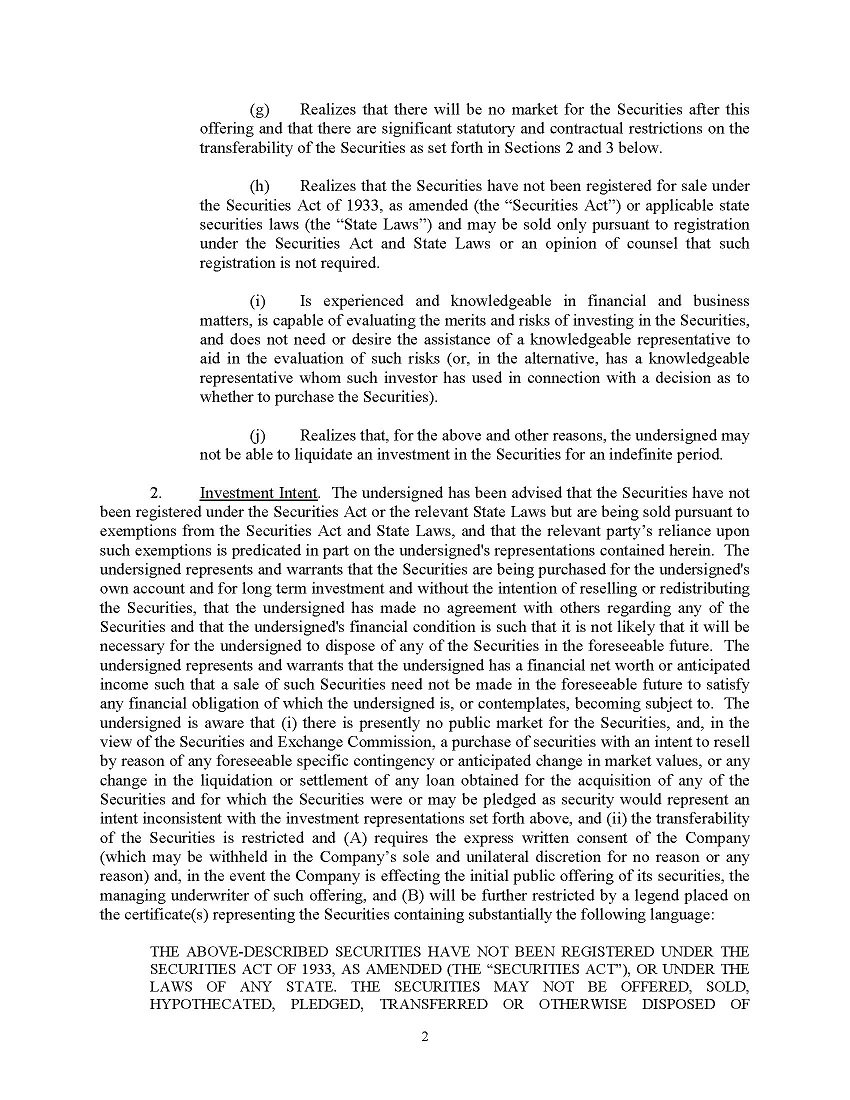 (g) Realizes that there will be no market for the Securities after this
offering and that there are significant statutory and contractual restrictions on the
transferability of the Securities as set forth in Sections 2 and 3 below.
(h) Realizes that the Securities have not been registered for sale under
the Securities Act of 1933, as amended (the “Securities Act”) or applicable state
securities laws (the “State Laws”) and may be sold only pursuant to registration
under the Securities Act and State Laws or an opinion of counsel that such
registration is not required.
(i) Is experienced and knowledgeable in financial and business
matters, is capable of evaluating the merits and risks of investing in the Securities,
and does not need or desire the assistance of a knowledgeable representative to
aid in the evaluation of such risks (or, in the alternative, has a knowledgeable
representative whom such investor has used in connection with a decision as to
whether to purchase the Securities).
(j) Realizes that, for the above and other reasons, the undersigned may
not be able to liquidate an investment in the Securities for an indefinite period.
2. Investment Intent. The undersigned has been advised that the Securities have not
been registered under the Securities Act or the relevant State Laws but are being sold pursuant to
exemptions from the Securities Act and State Laws, and that the relevant party’s reliance upon
such exemptions is predicated in part on the undersigned's representations contained herein. The
undersigned represents and warrants that the Securities are being purchased for the undersigned's
own account and for long term investment and without the intention of reselling or redistributing
the Securities, that the undersigned has made no agreement with others regarding any of the
Securities and that the undersigned's financial condition is such that it is not likely that it will be
necessary for the undersigned to dispose of any of the Securities in the foreseeable future. The
undersigned represents and warrants that the undersigned has a financial net worth or anticipated
income such that a sale of such Securities need not be made in the foreseeable future to satisfy
any financial obligation of which the undersigned is, or contemplates, becoming subject to. The
undersigned is aware that (i) there is presently no public market for the Securities, and, in the
view of the Securities and Exchange Commission, a purchase of securities with an intent to resell
by reason of any foreseeable specific contingency or anticipated change in market values, or any
change in the liquidation or settlement of any loan obtained for the acquisition of any of the
Securities and for which the Securities were or may be pledged as security would represent an
intent inconsistent with the investment representations set forth above, and (ii) the transferability
of the Securities is restricted and (A) requires the express written consent of the Company
(which may be withheld in the Company’s sole and unilateral discretion for no reason or any
reason) and, in the event the Company is effecting the initial public offering of its securities, the
managing underwriter of such offering, and (B) will be further restricted by a legend placed on
the certificate(s) representing the Securities containing substantially the following language:
THE ABOVE-DESCRIBED SECURITIES HAVE NOT BEEN REGISTERED UNDER THE
SECURITIES ACT OF 1933, AS AMENDED (THE “SECURITIES ACT”), OR UNDER THE
LAWS OF ANY STATE. THE SECURITIES MAY NOT BE OFFERED, SOLD,
HYPOTHECATED, PLEDGED, TRANSFERRED OR OTHERWISE DISPOSED OF
2